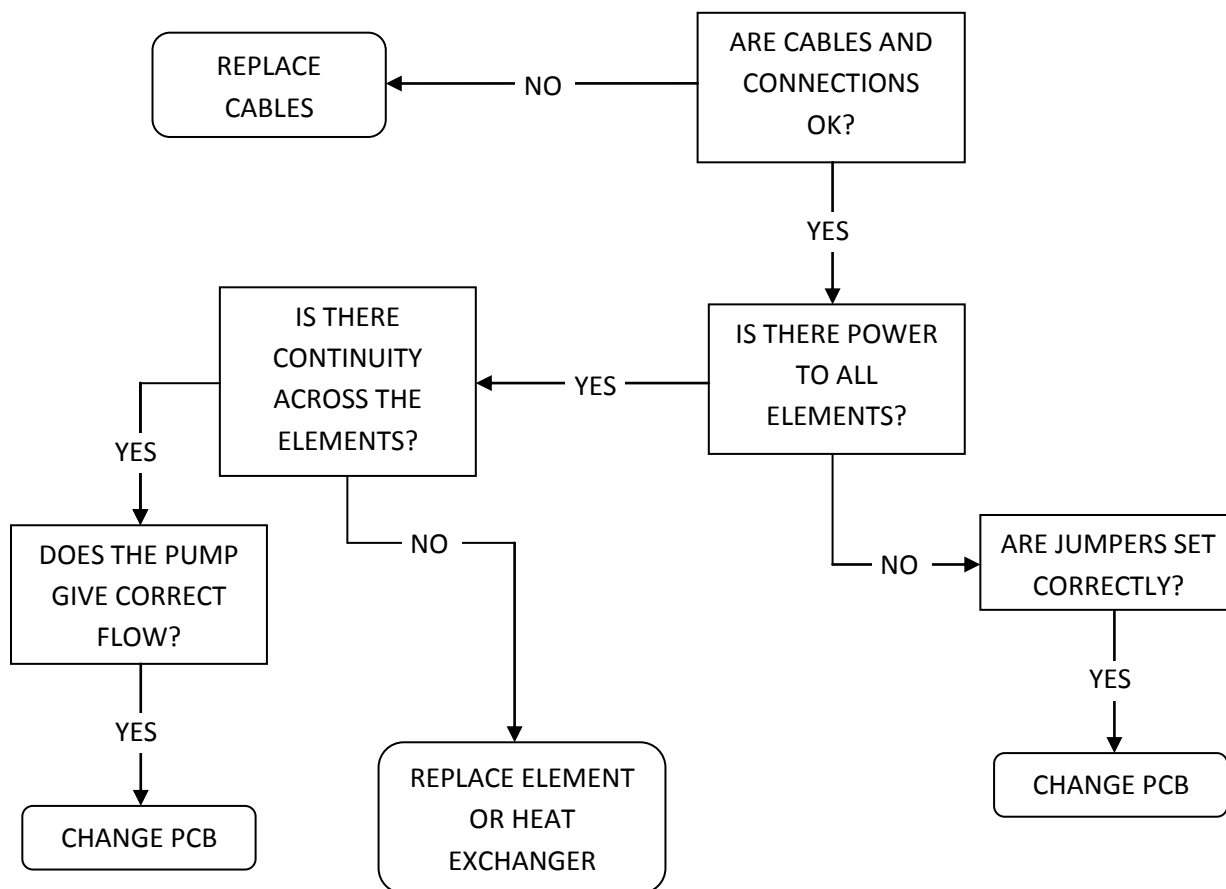 ARE CABLES AND
CONNECTIONS
OK?
NO
REPLACE
CABLES
YES
IS THERE POWER
TO ALL
ELEMENTS?
YES
IS THERE
CONTINUITY
ACROSS THE
ELEMENTS?
YES
NO
NO
ARE JUMPERS SET
CORRECTLY?
DOES THE PUMP
GIVE CORRECT
FLOW?
YES
YES
CHANGE PCB
REPLACE ELEMENT
OR HEAT
EXCHANGER
CHANGE PCB